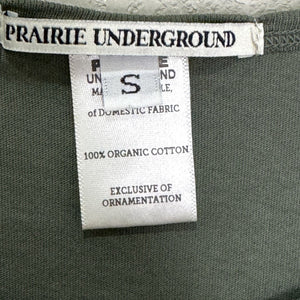 PRAIRIE UNDERGROUND
S
of DOMESTIC FABRIC
100% ORGANIC COTTON
EXCLUSIVE OF
ORNAMENTATION